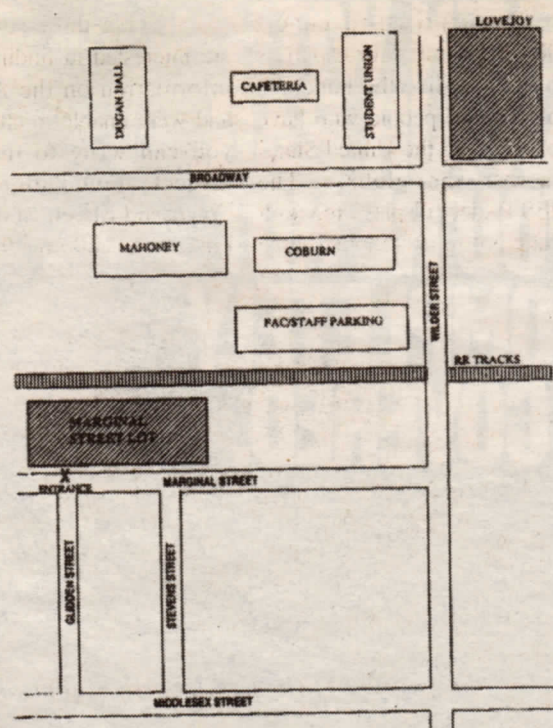 LOVEJOY
DUGAN HALL
CAFETERIA
STUDENT UNION
BROADWAY
MAHONEY
COBURN
WILDER STREET
FAC/STAFF PARKING
RR TRACKS
MARGINAL
STREET LOT
X
ENTRANCE
MARGINAL STREET
GLIDDEN STREET
STEVENS STREET
MIDDLESEX STREET